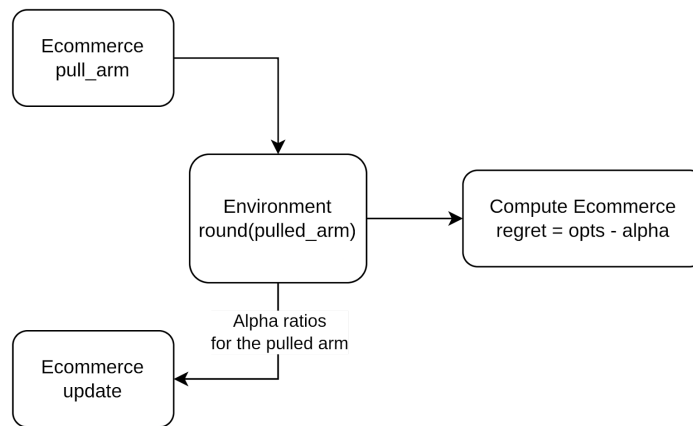 Ecommerce
pull_arm
Environment
round(pulled_arm)
Compute Ecommerce
regret = opts - alpha
Alpha ratios
for the pulled arm
Ecommerce
update